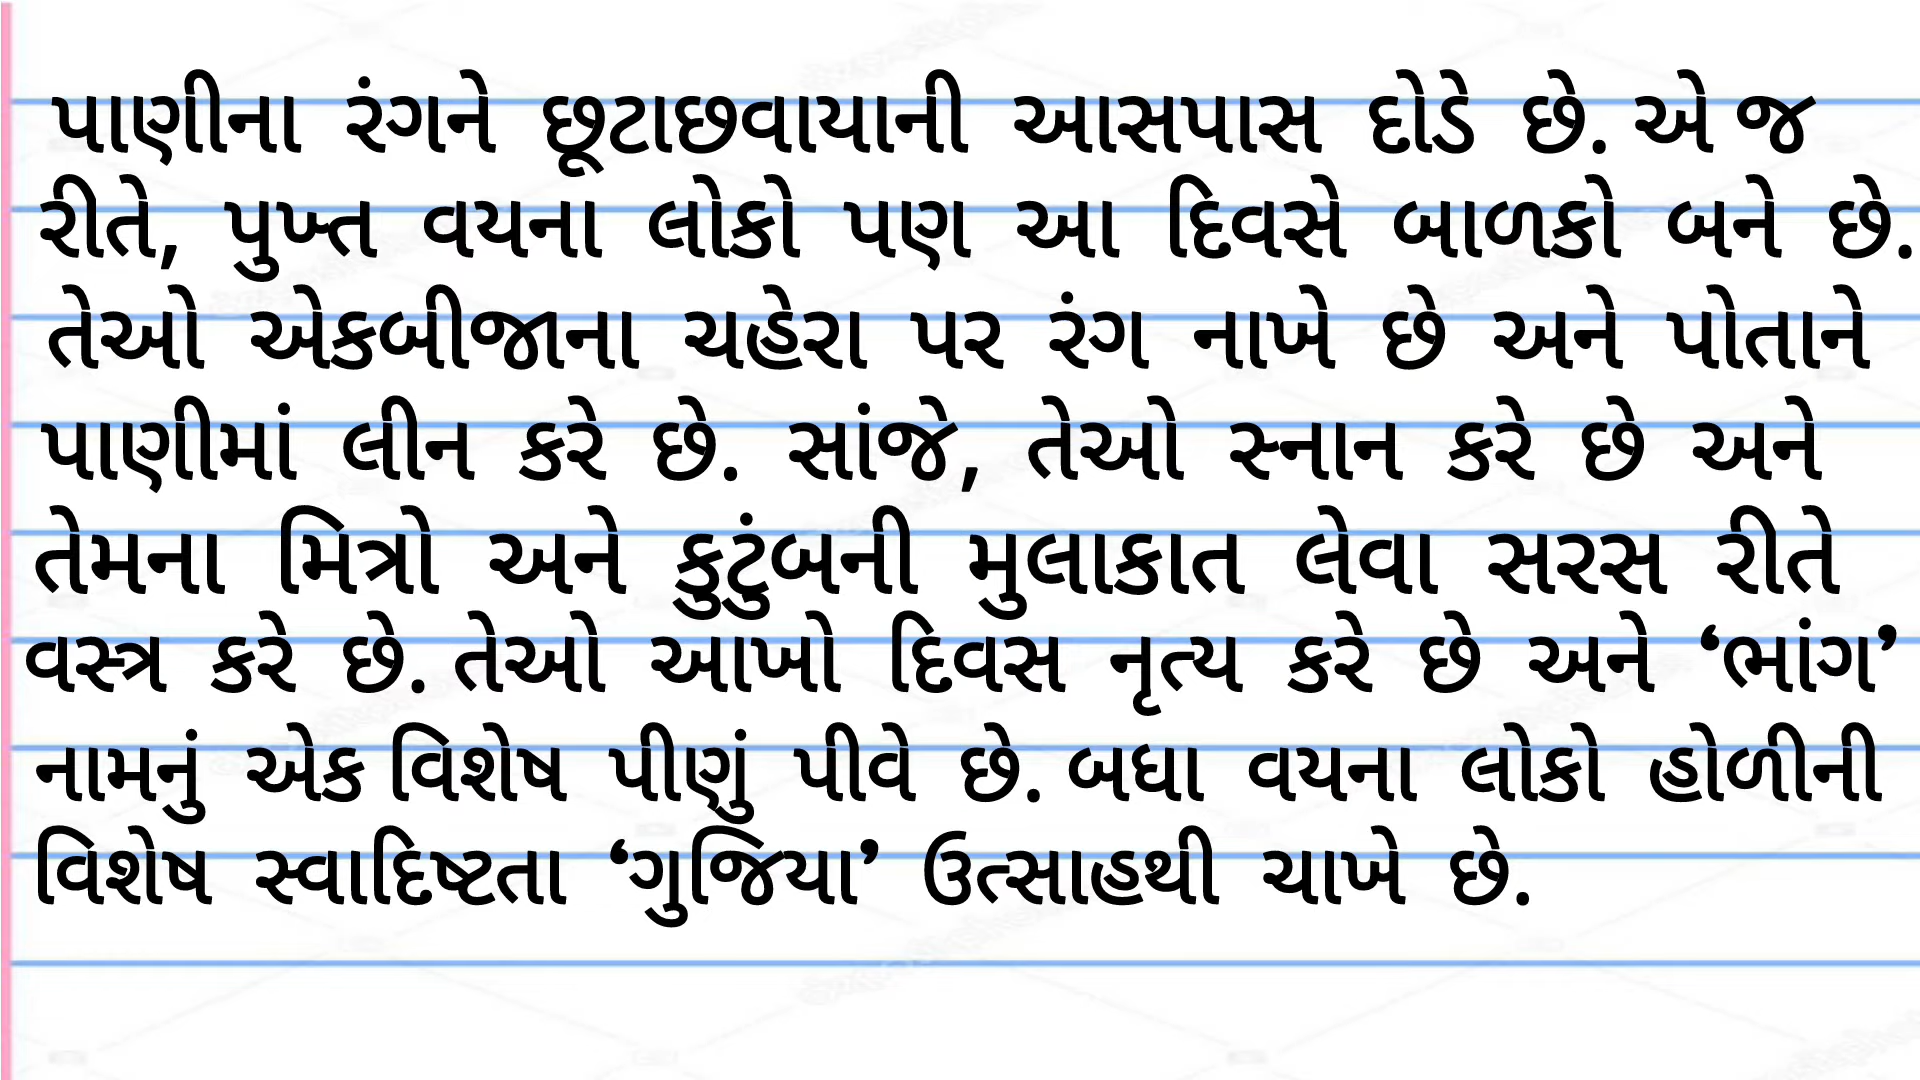 પાણીના રંગને છૂટાછવાયાની આસપાસ દોડે છે. એ જ
રીતે, પુખ્ત વયના લોકો પણ આ દિવસે બાળકો બને છે.
તેઓ એકબીજાના ચહેરા પર રંગ નાખે છે અને પોતાને
પાણીમાં લીન કરે છે. સાંજે, તેઓ સ્નાન કરે છે અને
તેમના મિત્રો અને કુટુંબની મુલાકાત લેવા સરસ રીતે
વસ્ત્ર કરે છે. તેઓ આખો દિવસ નૃત્ય કરે છે અને ‘ભાંગ’
નામનું એક વિશેષ પીણું પીવે છે. બધા વયના લોકો હોળીની
વિશેષ સ્વાદિષ્ટતા ‘ગુજિયા’ ઉત્સાહથી ચાખે છે.